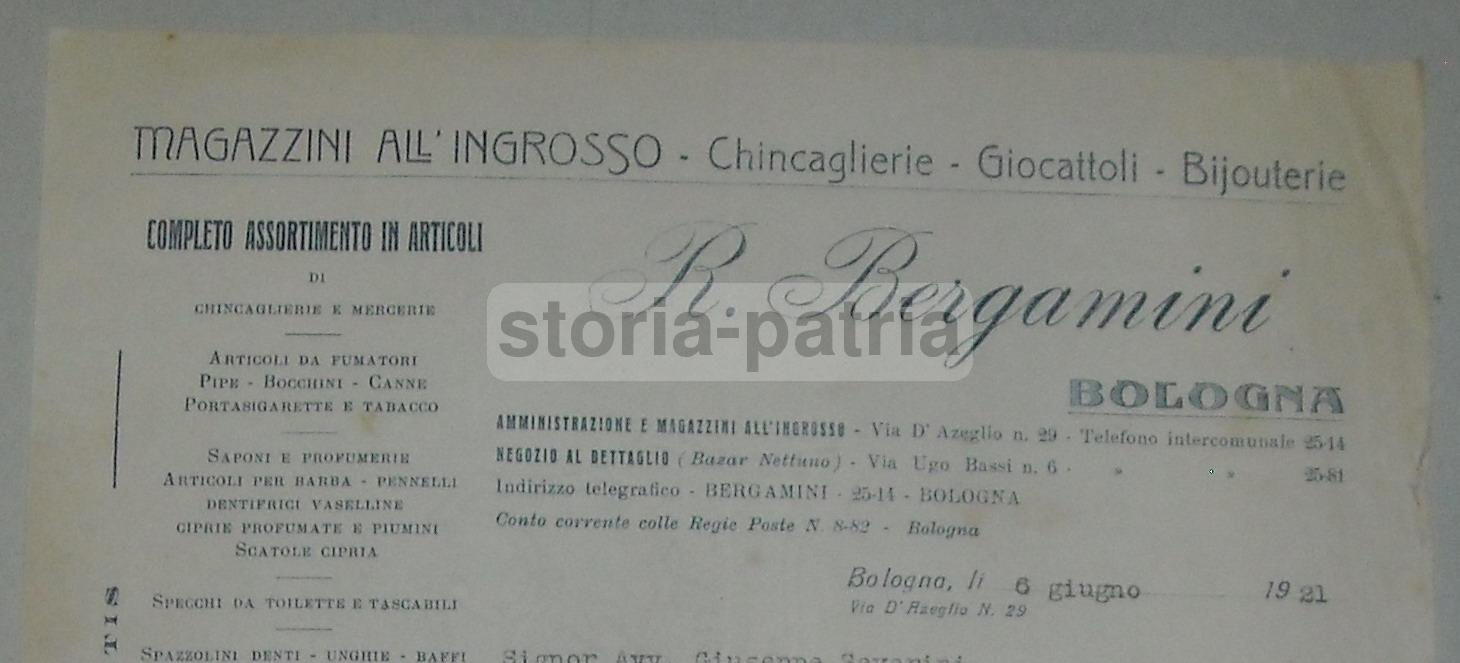 MAGAZZINI ALL'INGROSSO - Chincaglierie - Giocattoli - Bijouterie
COMPLETO ASSORTIMENTO IN ARTICOLI
DI
CHINCAGLIERIE E MERCERIE
ARTICOLI DA FUMATORI
PIPE - BOCCHINI - CANNE
PORTASIGARETTE E TABACCO
SAPONI E PROFUMERIE
ARTICOLI PER BARBA - PENNELLI
DENTIFRICI VASELLINE
CIPRIE PROFUMATE E PIUMINI
SCATOLE CIPRIA
SPECCHI DA TOILETTE E TASCABILI
SPAZZOLINI DENTI - UNGHIE - BAFFI
TIS
R. Bergamini
storia-patria
BOLOGNA
AMMINISTRAZIONE E MAGAZZINI ALL'INGROSSO - Via D'Azeglio n. 29 - Telefono intercomunale 25-14
NEGOZIO AL DETTAGLIO (Bazar Nettuno) - Via Ugo Bassi n. 6 - » » 25-81
Indirizzo telegrafico - BERGAMINI - 25-14 - BOLOGNA
Conto corrente colle Regie Poste N. 8-82 - Bologna
Bologna, li 6 giugno 1921
Via D'Azeglio N. 29
Signor Avv. Giuseppe